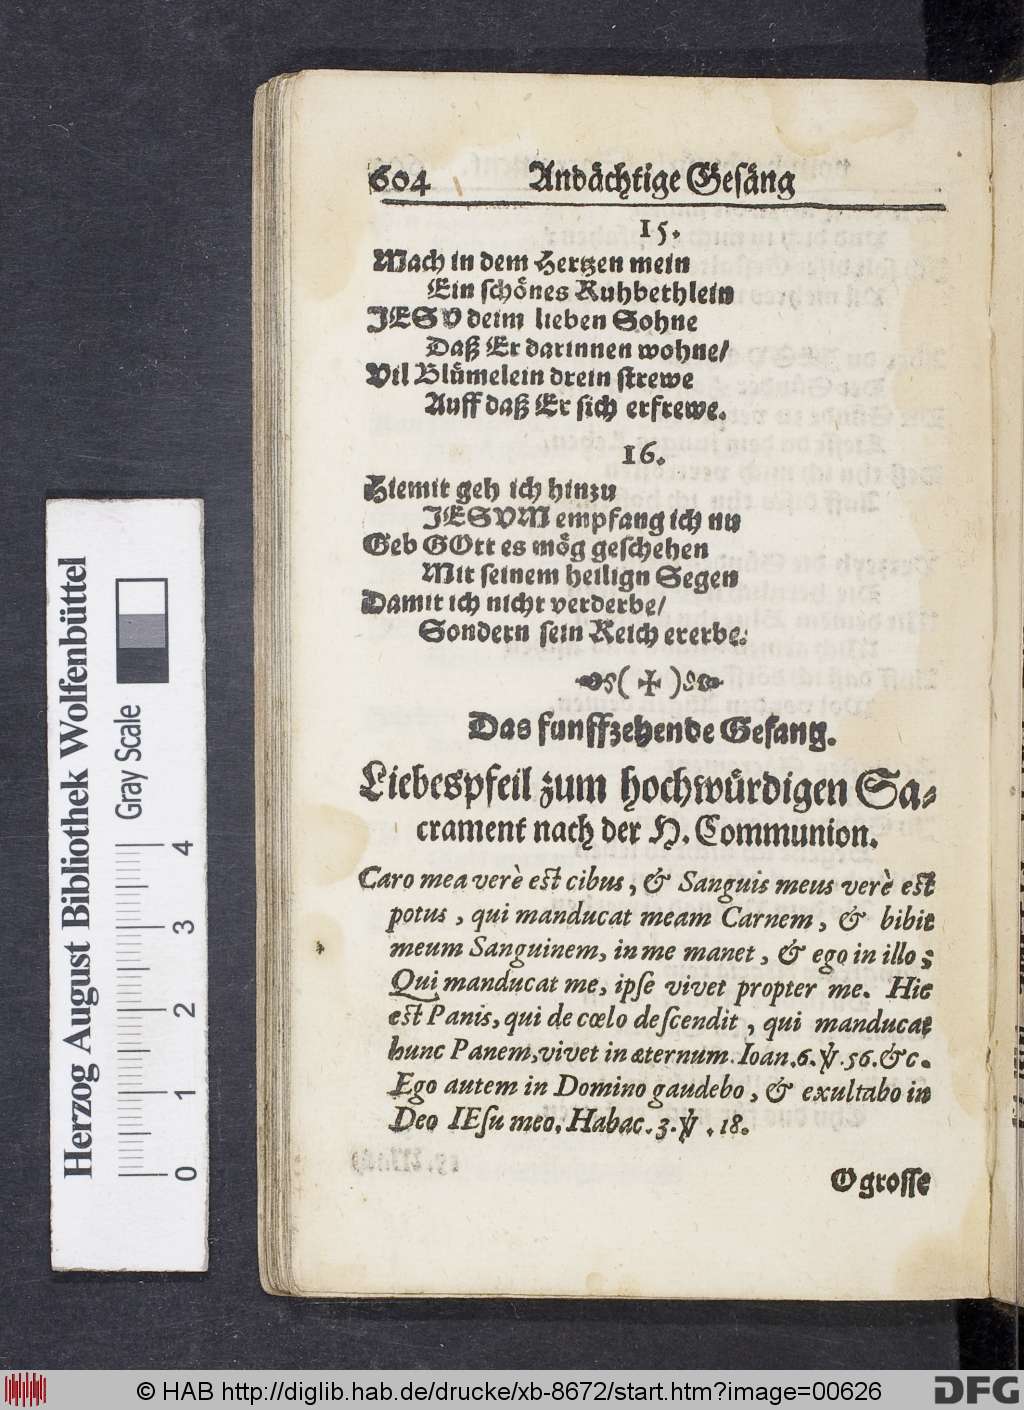 604 Andächtige Gesäng
15.
Mach in dem Hertzen mein
Ein schönes Ruhbethlein
JESV deim lieben Sohne
Daß Er darinnen wohne/
Vil Blümelein drein strewe
Auff daß Er sich erfrewe.
16.
Hiemit geh ich hinzu
JESVM empfang ich nu
Geb GOtt es mög geschehen
Mit seinem heilign Segen
Damit ich nicht verderbe/
Sondern sein Reich ererbe.
Das funffzehende Gesang.
Liebespfeil zum hochwürdigen Sa-
crament nach der H. Communion.
Caro mea verè est cibus, & Sanguis meus verè est
potus, qui manducat meam Carnem, & bibit
meum Sanguinem, in me manet, & ego in illo;
Qui manducat me, ipse vivet propter me. Hic
est Panis, qui de cœlo descendit, qui manducat
hunc Panem, vivet in æternum. Ioan. 6. ℣. 56. &c.
Ego autem in Domino gaudebo, & exultabo in
Deo IEsu meo. Habac. 3. ℣. 18.
O grosse
Herzog August Bibliothek Wolfenbüttel
Gray Scale
0 1 2 3 4
© HAB http://diglib.hab.de/drucke/xb-8672/start.htm?image=00626
DFG